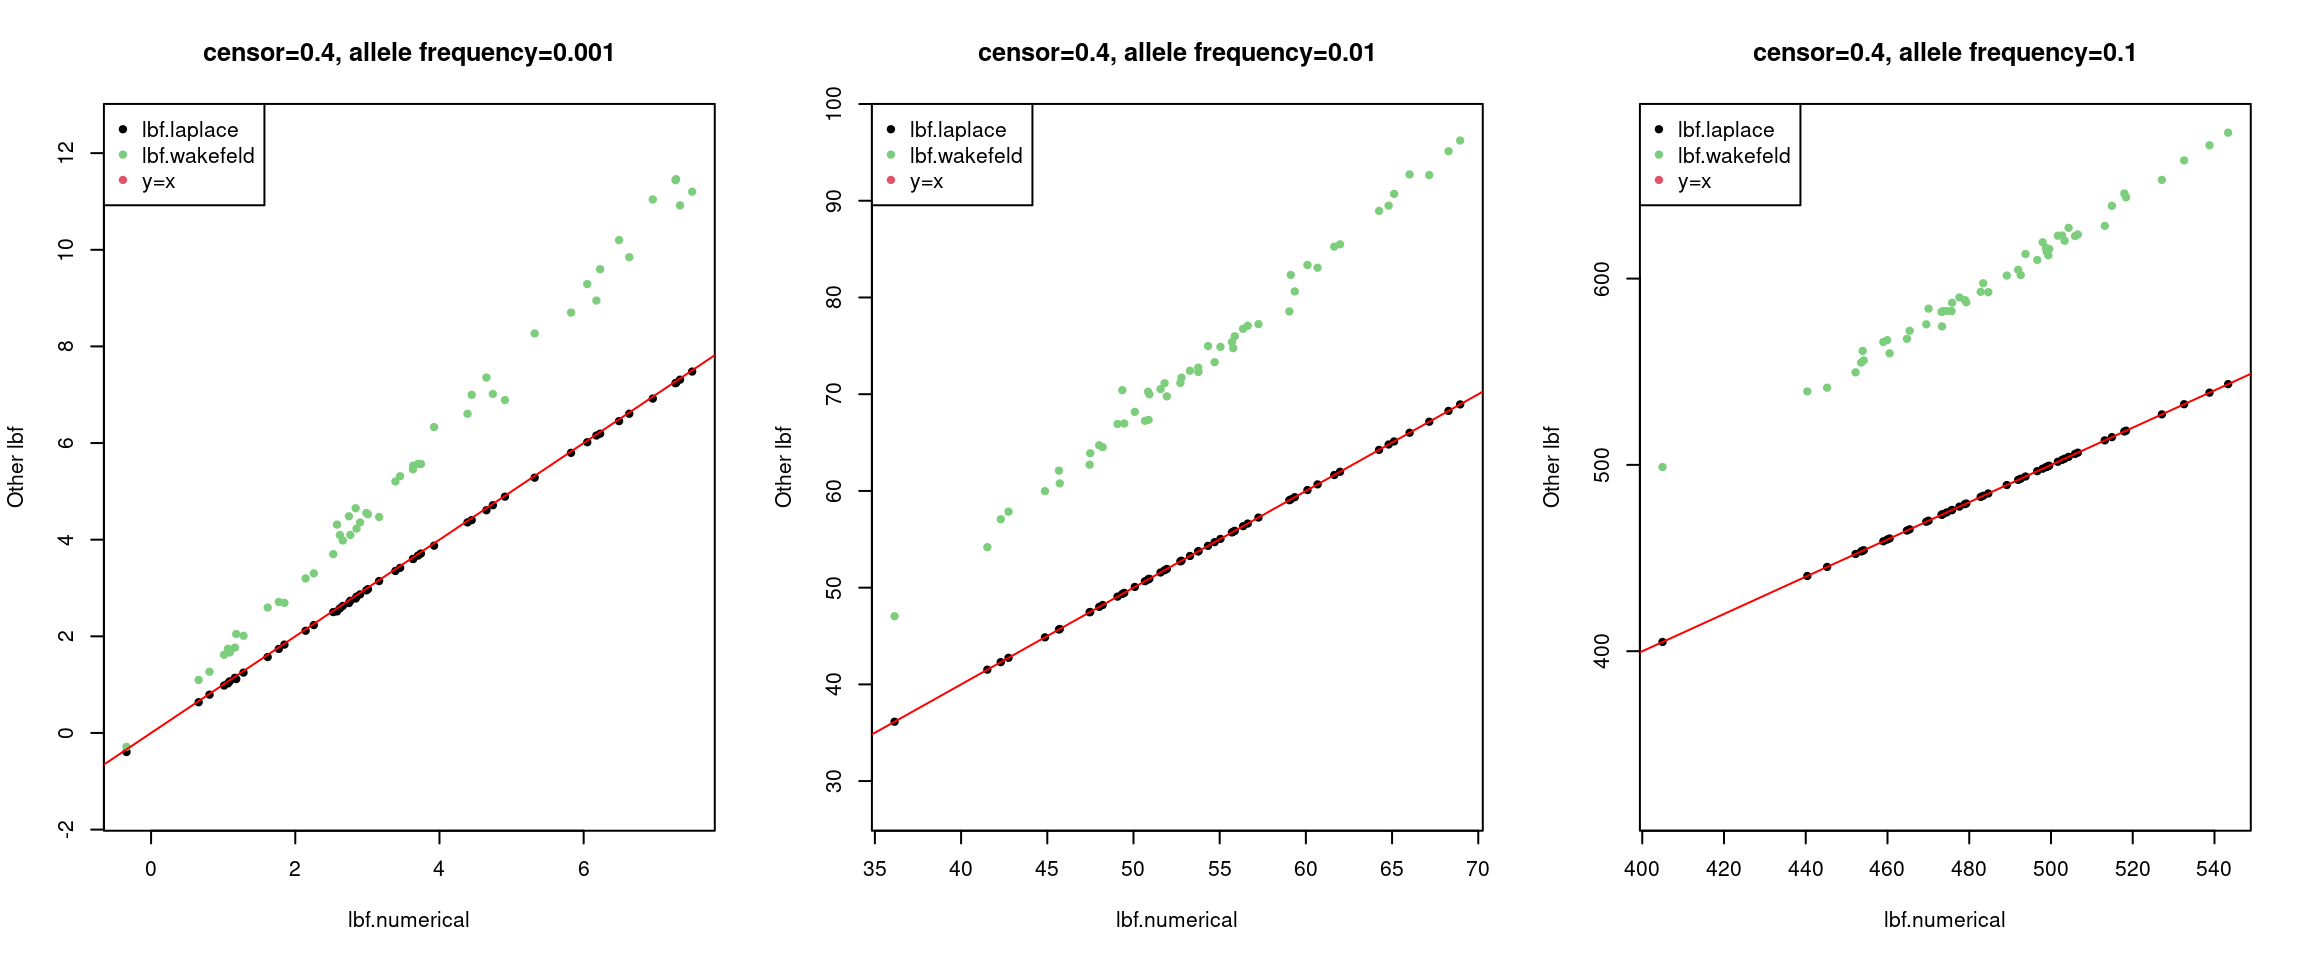 censor=0.4, allele frequency=0.001
lbf.laplace
lbf.wakefeld
y=x
12
10
8
6
4
2
0
-2
Other lbf
0 2 4 6
lbf.numerical
censor=0.4, allele frequency=0.01
lbf.laplace
lbf.wakefeld
y=x
100
90
80
70
60
50
40
30
Other lbf
35 40 45 50 55 60 65 70
lbf.numerical
censor=0.4, allele frequency=0.1
lbf.laplace
lbf.wakefeld
y=x
600
500
400
Other lbf
400 420 440 460 480 500 520 540
lbf.numerical